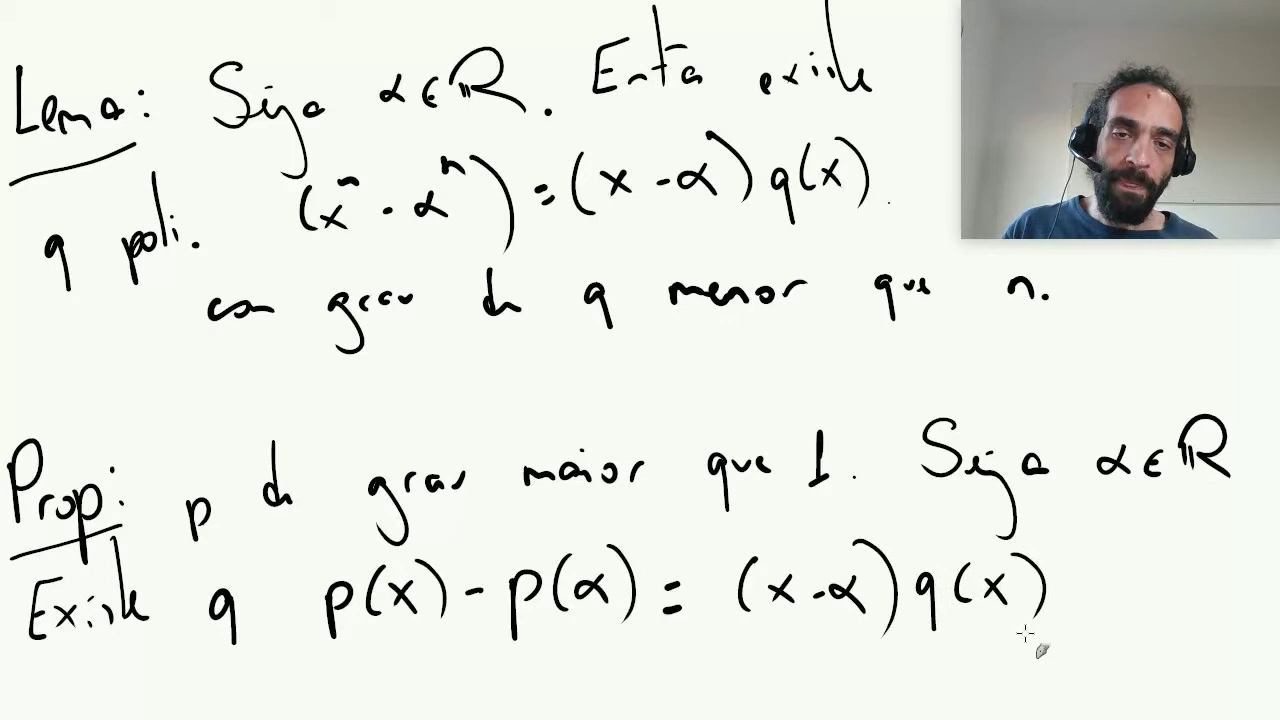 Lema: Seja α∈ℝ. Então existe
q poli. (xⁿ - αⁿ) = (x - α) q(x)
com grau de q menor que n.
Prop: p de grau maior que 1. Seja α∈ℝ
Existe q p(x) - p(α) = (x - α) q(x)